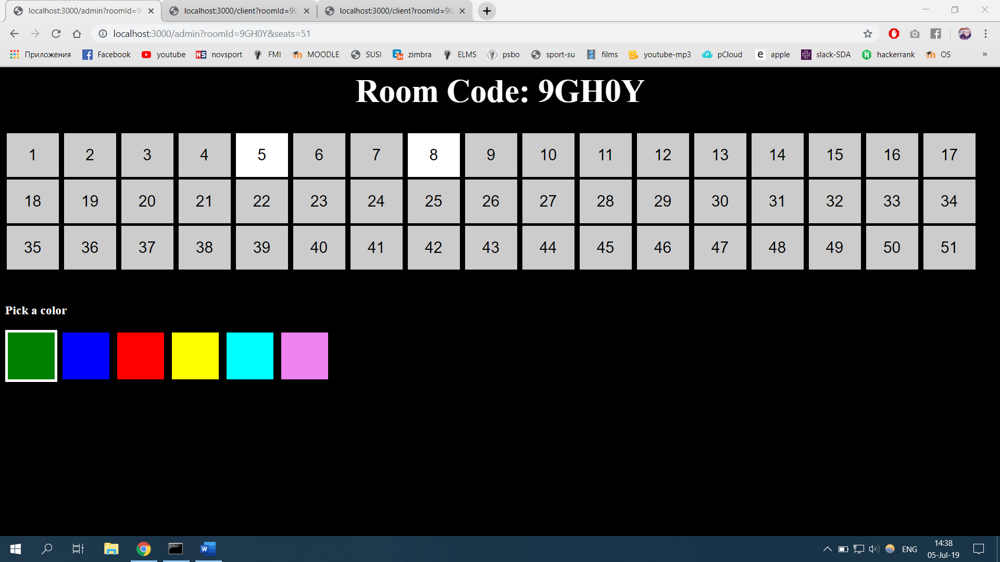 localhost:3000/admin?roomId=9
localhost:3000/client?roomId=9G
localhost:3000/client?roomId=9G
localhost:3000/admin?roomId=9GH0Y&seats=51
Приложения Facebook youtube novsport FMI MOODLE SUSI zimbra ELMS psbo sport-su films youtube-mp3 pCloud apple slack-SDA hackerrank OS »
Room Code: 9GH0Y
1 2 3 4 5 6 7 8 9 10 11 12 13 14 15 16 17
18 19 20 21 22 23 24 25 26 27 28 29 30 31 32 33 34
35 36 37 38 39 40 41 42 43 44 45 46 47 48 49 50 51
Pick a color
ENG
14:38
05-Jul-19